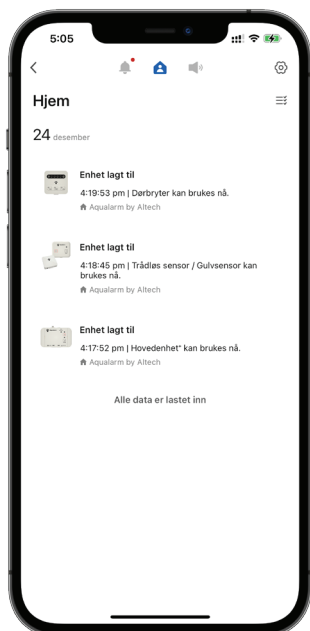 5:05
Hjem
24 desember
Enhet lagt til
4:19:53 pm | Dørbryter kan brukes nå.
Aqualarm by Altech
Enhet lagt til
4:18:45 pm | Trådløs sensor / Gulvsensor kan
brukes nå.
Aqualarm by Altech
Enhet lagt til
4:17:52 pm | Hovedenhet" kan brukes nå.
Aqualarm by Altech
Alle data er lastet inn